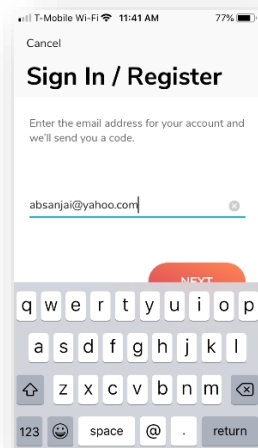 T-Mobile Wi-Fi 11:41 AM 77%
Cancel
Sign In / Register
Enter the email address for your account and
we'll send you a code.
absanjai@yahoo.com
NEXT
q w e r t y u i o p
a s d f g h j k l
z x c v b n m
123 space @ . return